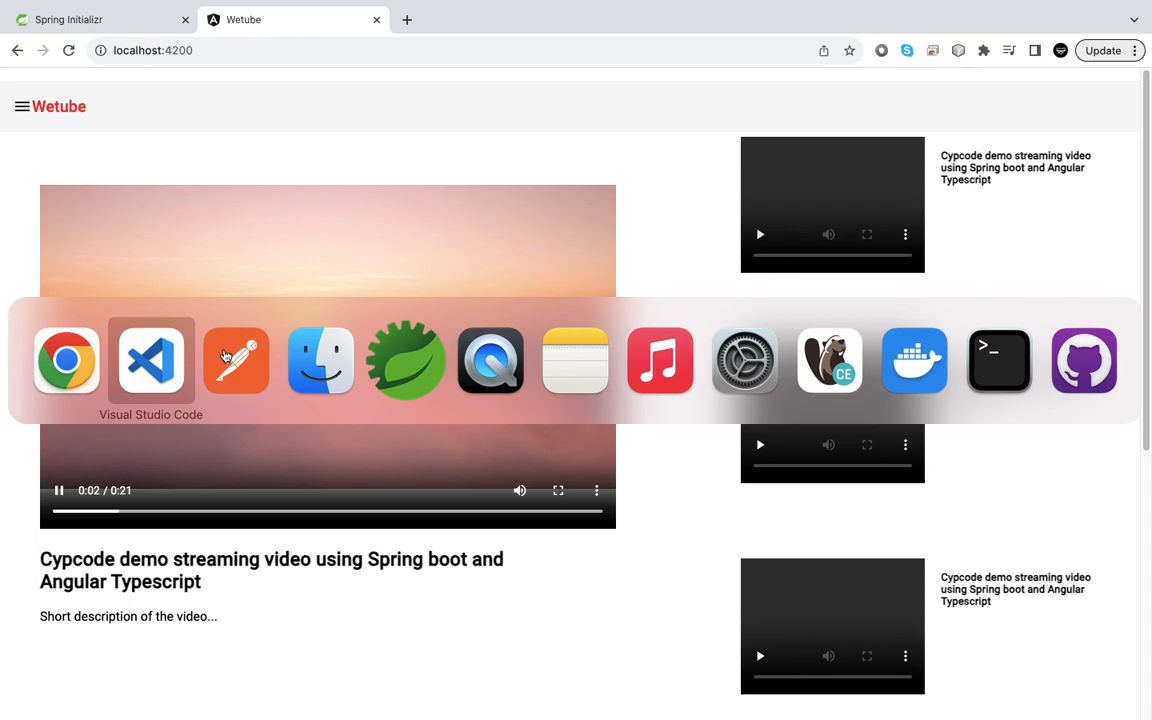 Spring Initializr
Wetube
localhost:4200
Update
Wetube
Cypcode demo streaming video
using Spring boot and Angular
Typescript
CE
>_
Visual Studio Code
0:02 / 0:21
Cypcode demo streaming video using Spring boot and
Angular Typescript
Short description of the video...
Cypcode demo streaming video
using Spring boot and Angular
Typescript